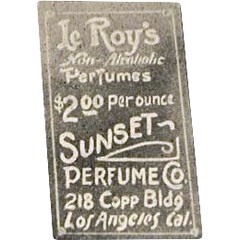 Le Roy's
Non-Alcoholic
Perfumes
$2.00 Per ounce
SUNSET
PERFUME CO.
218 Copp Bldg
Los Angeles Cal.